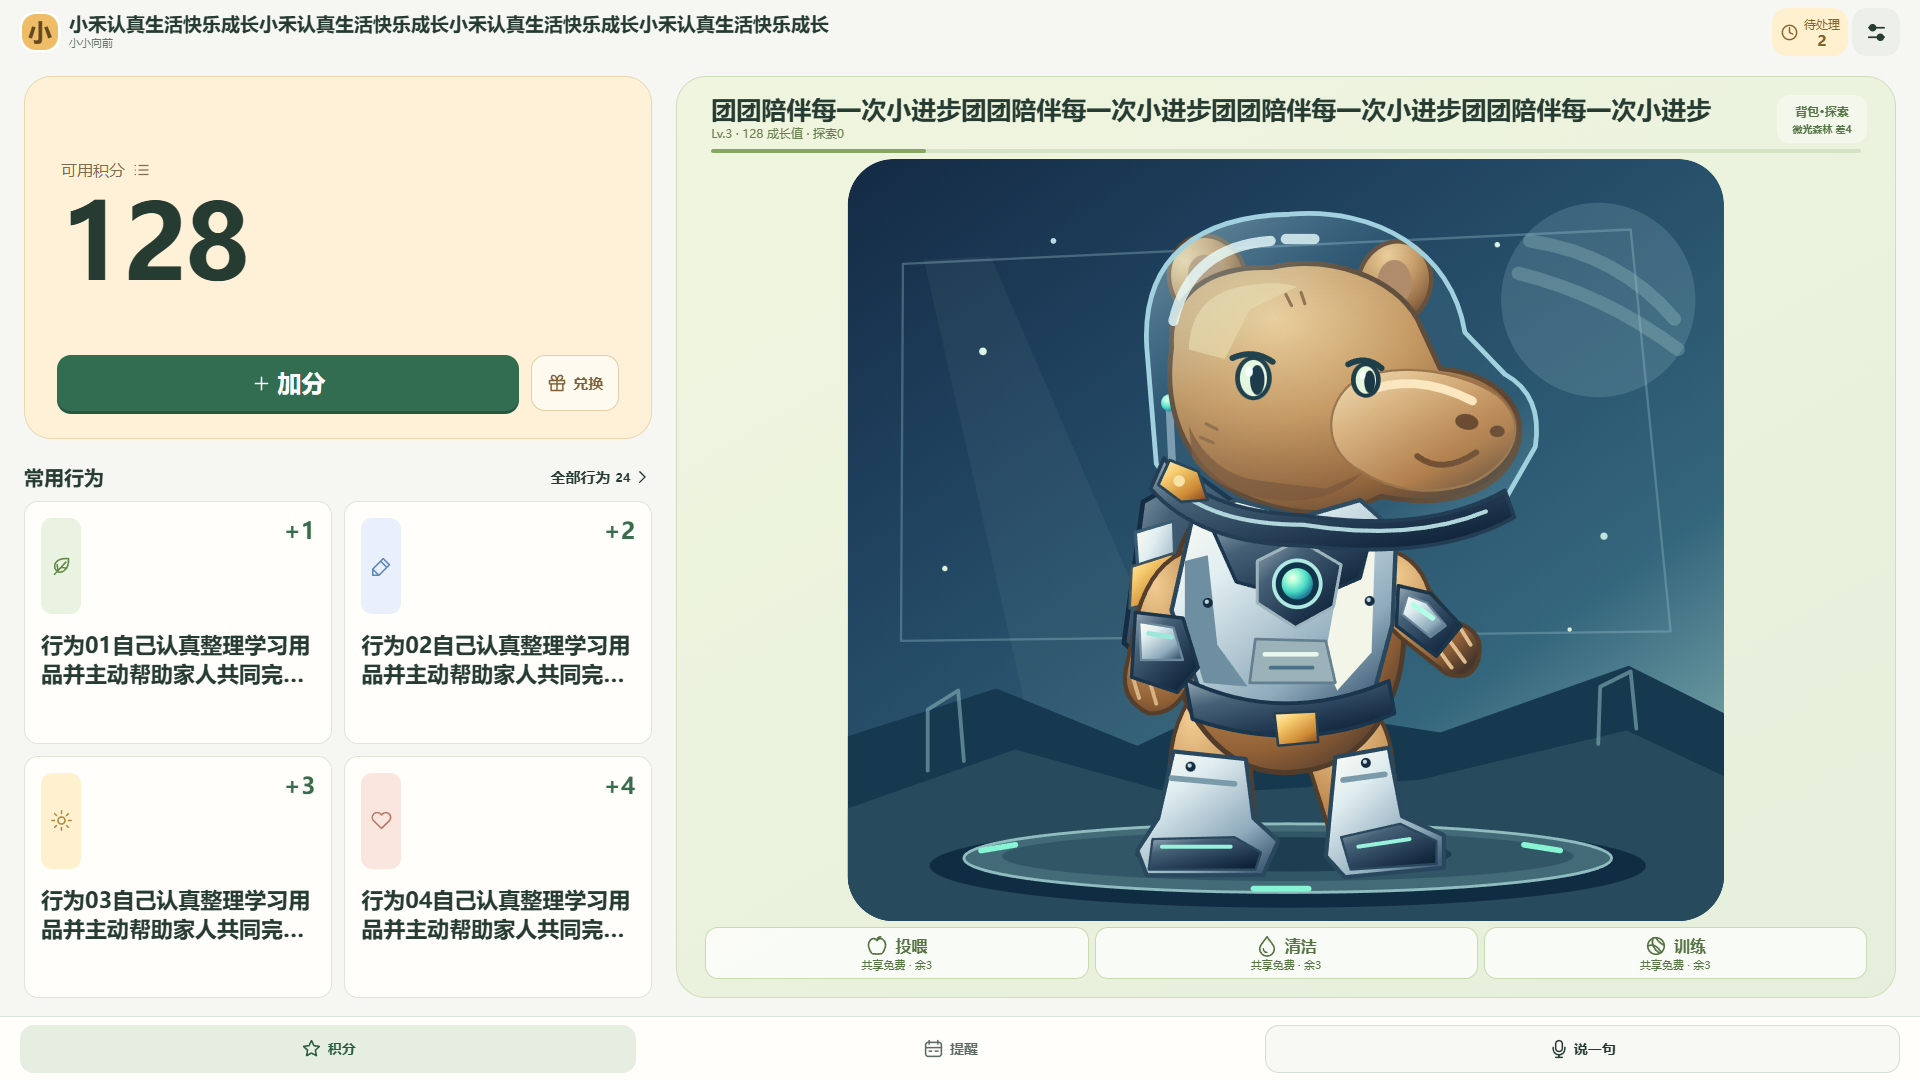 小
小禾认真生活快乐成长小禾认真生活快乐成长小禾认真生活快乐成长小禾认真生活快乐成长
小小向前
待处理
2
可用积分
128
+ 加分
兑换
常用行为
全部行为 24
+1
行为01自己认真整理学习用
品并主动帮助家人共同完...
+2
行为02自己认真整理学习用
品并主动帮助家人共同完...
+3
行为03自己认真整理学习用
品并主动帮助家人共同完...
+4
行为04自己认真整理学习用
品并主动帮助家人共同完...
团团陪伴每一次小进步团团陪伴每一次小进步团团陪伴每一次小进步团团陪伴每一次小进步
Lv.3 · 128 成长值 · 探索0
背包•探索
微光森林 差4
投喂
共享免费 · 余3
清洁
共享免费 · 余3
训练
共享免费 · 余3
积分
提醒
说一句